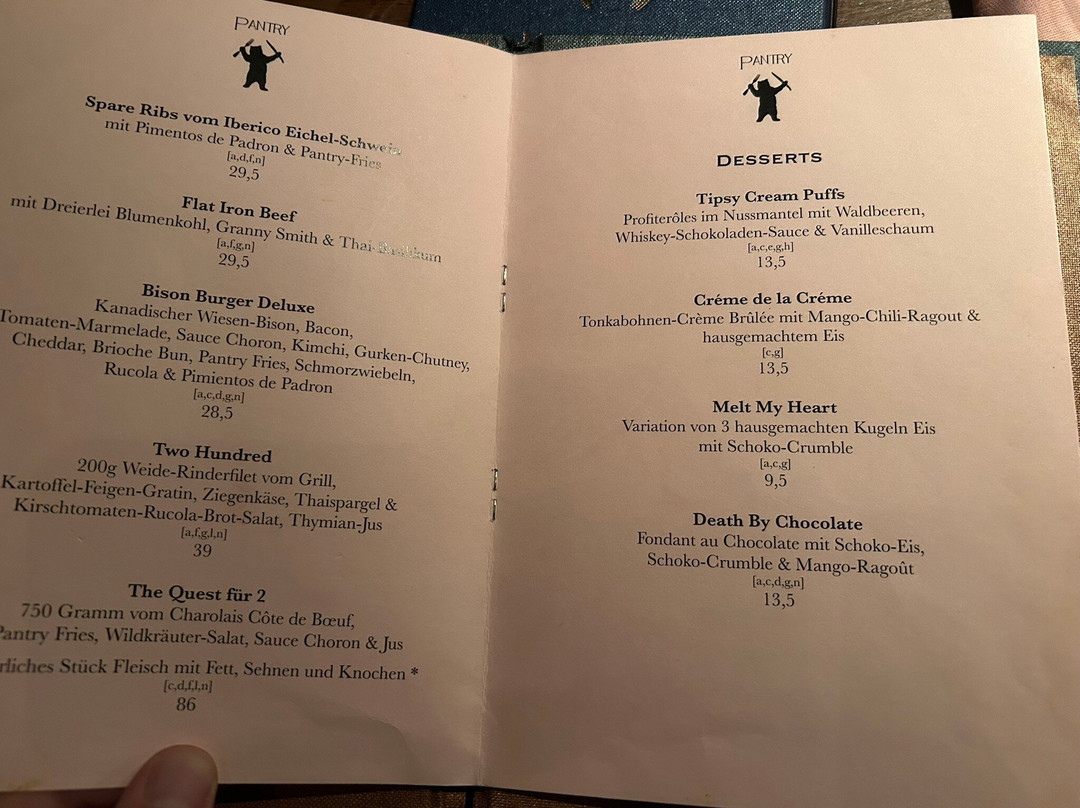 PANTRY
Spare Ribs vom Iberico Eichel-Schwein
mit Pimentos de Padron & Pantry-Fries
[a,d,f,n]
29,5
Flat Iron Beef
mit Dreierlei Blumenkohl, Granny Smith & Thai-Basilikum
[a,f,g,n]
29,5
Bison Burger Deluxe
Kanadischer Wiesen-Bison, Bacon,
Tomaten-Marmelade, Sauce Choron, Kimchi, Gurken-Chutney,
Cheddar, Brioche Bun, Pantry Fries, Schmorzwiebeln,
Rucola & Pimientos de Padron
[a,c,d,g,n]
28,5
Two Hundred
200g Weide-Rinderfilet vom Grill,
Kartoffel-Feigen-Gratin, Ziegenkäse, Thaispargel &
Kirschtomaten-Rucola-Brot-Salat, Thymian-Jus
[a,f,g,l,n]
39
The Quest für 2
750 Gramm vom Charolais Côte de Bœuf,
Pantry Fries, Wildkräuter-Salat, Sauce Choron & Jus
Stück Fleisch mit Fett, Sehnen und Knochen *
[c,d,f,l,n]
86
PANTRY
DESSERTS
Tipsy Cream Puffs
Profiterôles im Nussmantel mit Waldbeeren,
Whiskey-Schokoladen-Sauce & Vanilleschaum
[a,c,e,g,h]
13,5
Créme de la Créme
Tonkabohnen-Crème Brûlée mit Mango-Chili-Ragout &
hausgemachtem Eis
[c,g]
13,5
Melt My Heart
Variation von 3 hausgemachten Kugeln Eis
mit Schoko-Crumble
[a,c,g]
9,5
Death By Chocolate
Fondant au Chocolate mit Schoko-Eis,
Schoko-Crumble & Mango-Ragoût
[a,c,d,g,n]
13,5